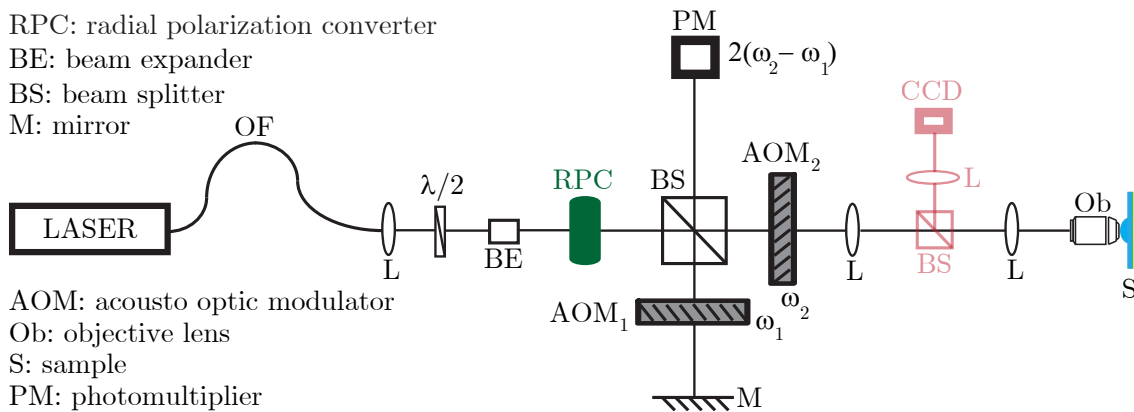 RPC: radial polarization converter
BE: beam expander
BS: beam splitter
M: mirror
OF
LASER
L
λ/2
BE
RPC
BS
PM
2(ω₂− ω₁)
AOM₂
ω₂
AOM₁
ω₁
M
L
CCD
L
BS
L
Ob
S
AOM: acousto optic modulator
Ob: objective lens
S: sample
PM: photomultiplier